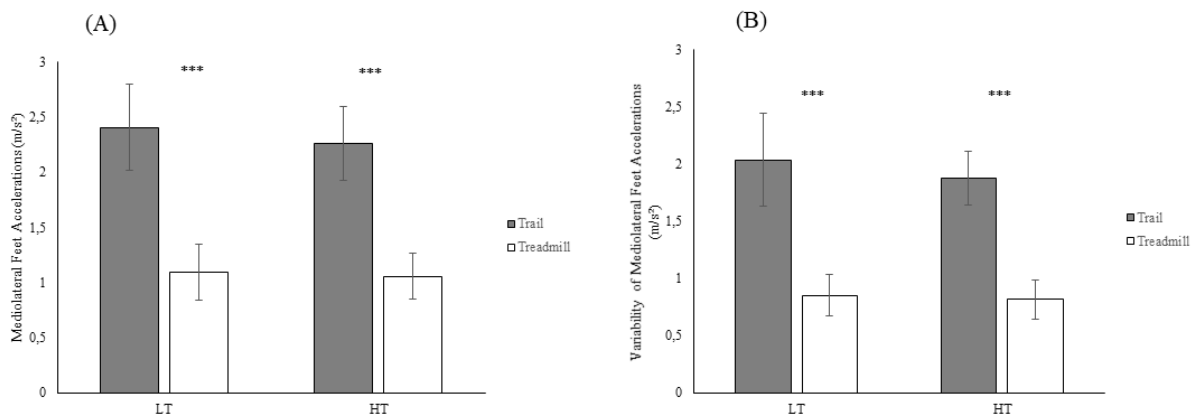 (A)
Mediolateral Feet Accelerations (m/s²)
3
2,5
2
1,5
1
0,5
0
***
***
LT
HT
Trail
Treadmill
(B)
Variability of Mediolateral Feet Accelerations
(m/s²)
3
2,5
2
1,5
1
0,5
0
***
***
LT
HT
Trail
Treadmill